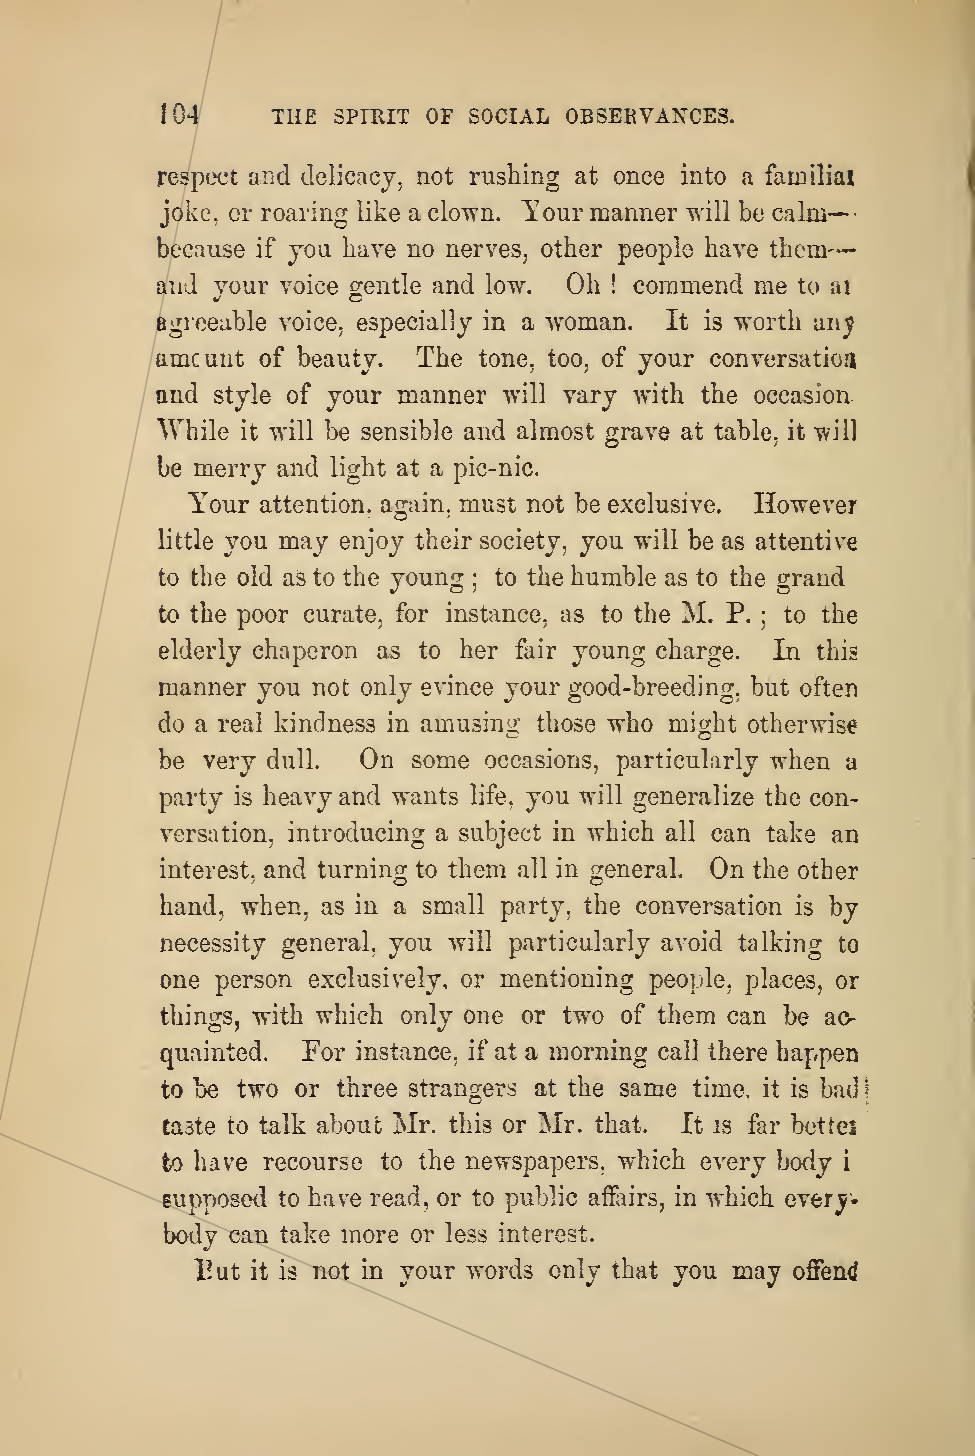 104 THE SPIRIT OF SOCIAL OBSERVANCES.
respect and delicacy, not rushing at once into a familiar
joke, or roaring like a clown. Your manner will be calm—
because if you have no nerves, other people have them—
and your voice gentle and low. Oh ! commend me to a
agreeable voice, especially in a woman. It is worth any
amount of beauty. The tone, too, of your conversation
and style of your manner will vary with the occasion.
While it will be sensible and almost grave at table, it will
be merry and light at a pic-nic.
Your attention, again, must not be exclusive. However
little you may enjoy their society, you will be as attentive
to the old as to the young ; to the humble as to the grand
to the poor curate, for instance, as to the M. P. ; to the
elderly chaperon as to her fair young charge. In this
manner you not only evince your good-breeding, but often
do a real kindness in amusing those who might otherwise
be very dull. On some occasions, particularly when a
party is heavy and wants life, you will generalize the con-
versation, introducing a subject in which all can take an
interest, and turning to them all in general. On the other
hand, when, as in a small party, the conversation is by
necessity general, you will particularly avoid talking to
one person exclusively, or mentioning people, places, or
things, with which only one or two of them can be ac-
quainted. For instance, if at a morning call there happen
to be two or three strangers at the same time, it is bad
taste to talk about Mr. this or Mr. that. It is far better
to have recourse to the newspapers, which every body i
supposed to have read, or to public affairs, in which every-
body can take more or less interest.
But it is not in your words only that you may offend